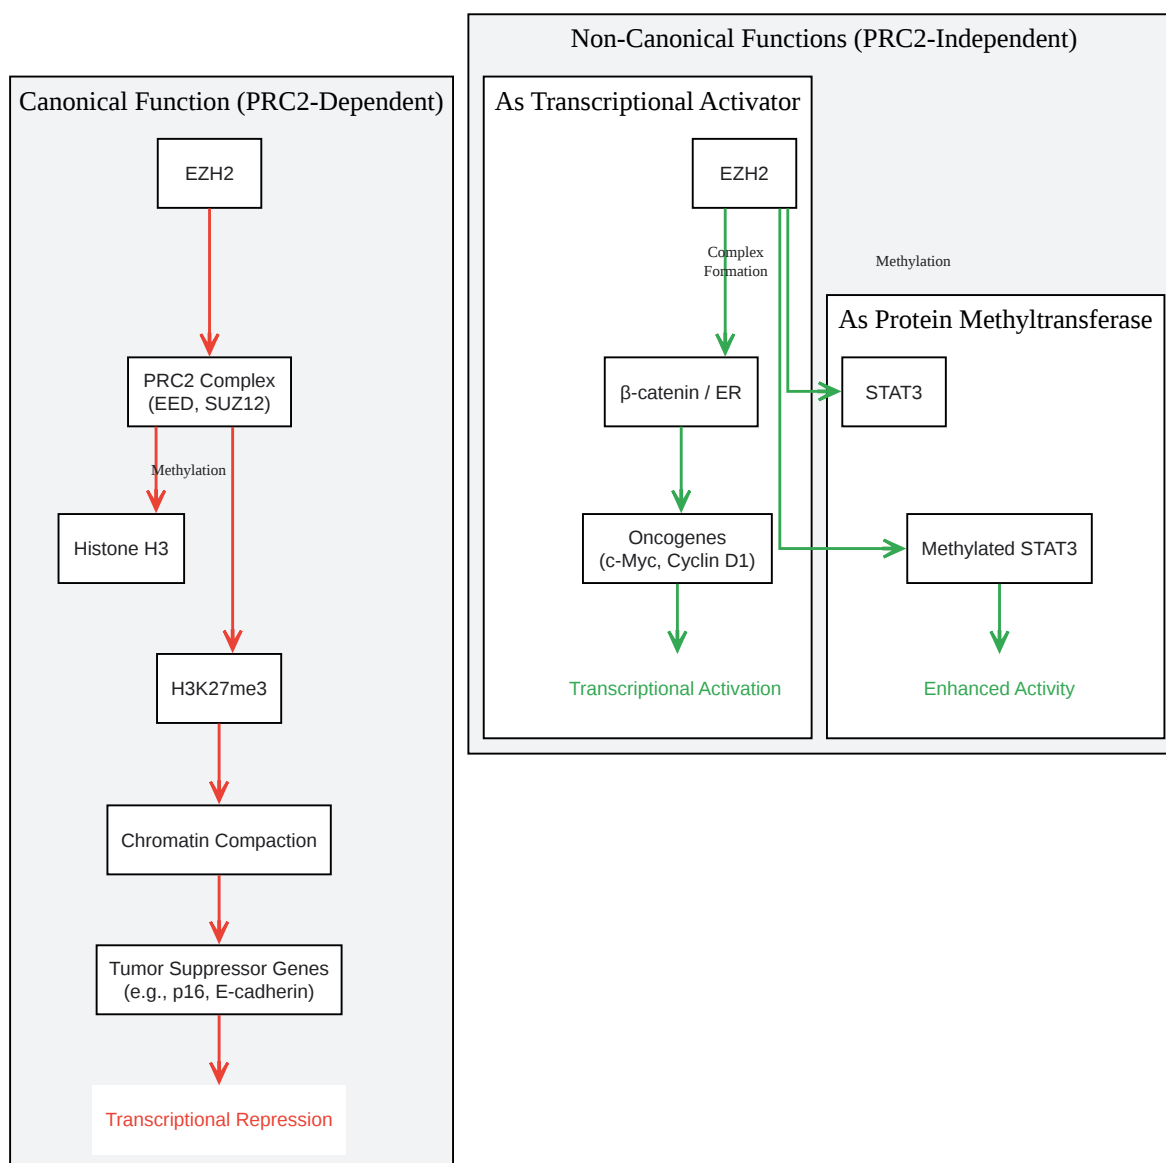 Non-Canonical Functions (PRC2-Independent)
Canonical Function (PRC2-Dependent)
As Transcriptional Activator
EZH2
EZH2
Complex
Formation
Methylation
As Protein Methyltransferase
PRC2 Complex
(EED, SUZ12)
β-catenin / ER
STAT3
Methylation
Histone H3
Oncogenes
(c-Myc, Cyclin D1)
Methylated STAT3
H3K27me3
Transcriptional Activation
Enhanced Activity
Chromatin Compaction
Tumor Suppressor Genes
(e.g., p16, E-cadherin)
Transcriptional Repression